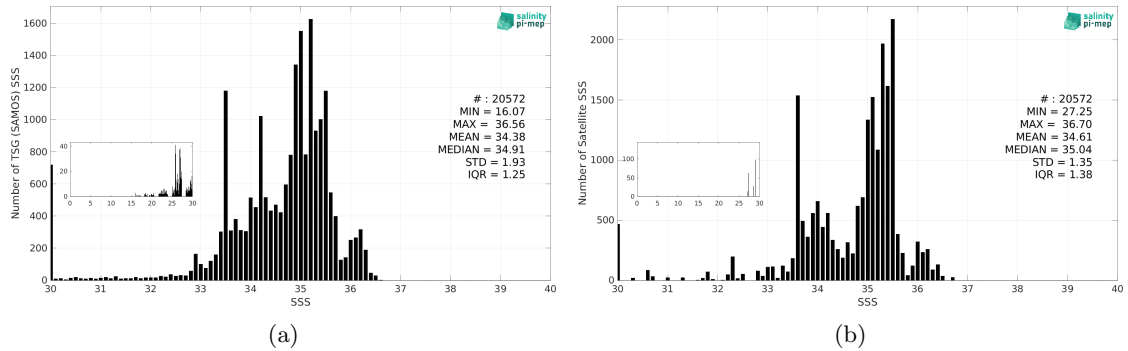 salinity
pi-mep
Number of TSG (SAMOS) SSS
1600
1400
1200
1000
800
600
400
200
0
# : 20572
MIN = 16.07
MAX = 36.56
MEAN = 34.38
MEDIAN = 34.91
STD = 1.93
IQR = 1.25
40
20
0
0 5 10 15 20 25 30
30 31 32 33 34 35 36 37 38 39 40
SSS
(a)
salinity
pi-mep
Number of Satellite SSS
2000
1500
1000
500
0
# : 20572
MIN = 27.25
MAX = 36.70
MEAN = 34.61
MEDIAN = 35.04
STD = 1.35
IQR = 1.38
100
50
0
0 5 10 15 20 25 30
30 31 32 33 34 35 36 37 38 39 40
SSS
(b)